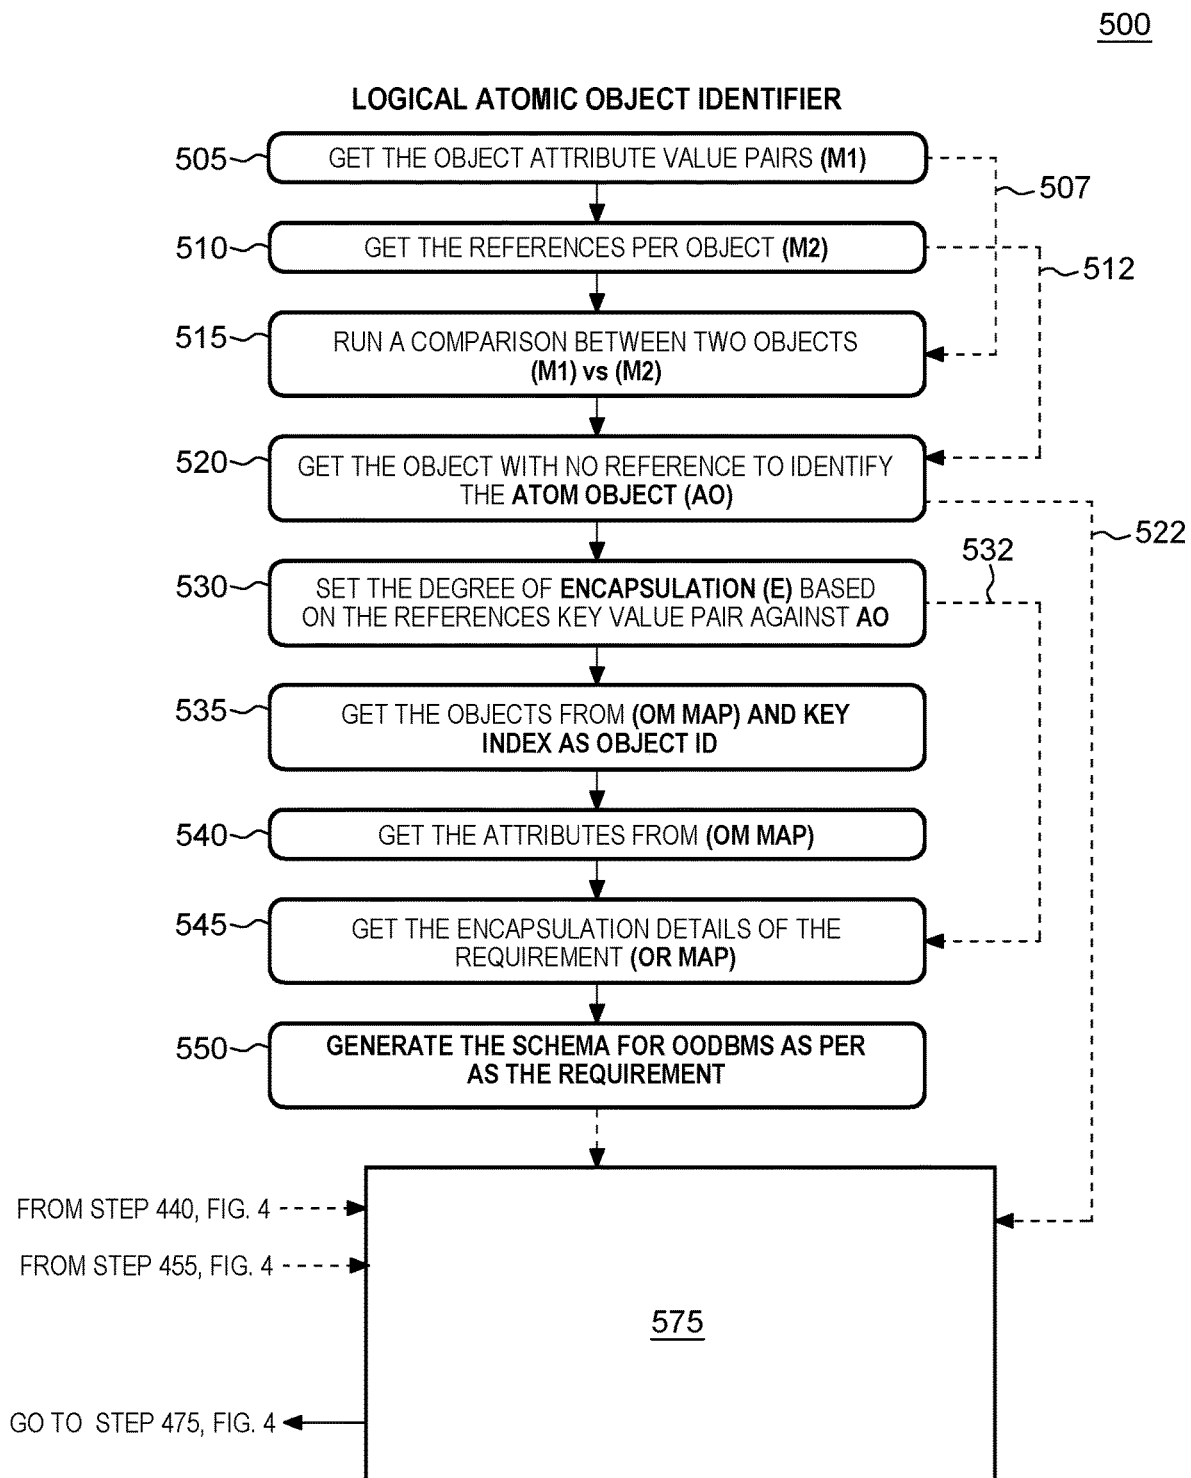 500
LOGICAL ATOMIC OBJECT IDENTIFIER
505
GET THE OBJECT ATTRIBUTE VALUE PAIRS (M1)
507
510
GET THE REFERENCES PER OBJECT (M2)
512
515
RUN A COMPARISON BETWEEN TWO OBJECTS
(M1) vs (M2)
520
GET THE OBJECT WITH NO REFERENCE TO IDENTIFY
THE ATOM OBJECT (AO)
522
532
530
SET THE DEGREE OF ENCAPSULATION (E) BASED
ON THE REFERENCES KEY VALUE PAIR AGAINST AO
535
GET THE OBJECTS FROM (OM MAP) AND KEY
INDEX AS OBJECT ID
540
GET THE ATTRIBUTES FROM (OM MAP)
545
GET THE ENCAPSULATION DETAILS OF THE
REQUIREMENT (OR MAP)
550
GENERATE THE SCHEMA FOR OODBMS AS PER
AS THE REQUIREMENT
FROM STEP 440, FIG. 4
FROM STEP 455, FIG. 4
575
GO TO STEP 475, FIG. 4